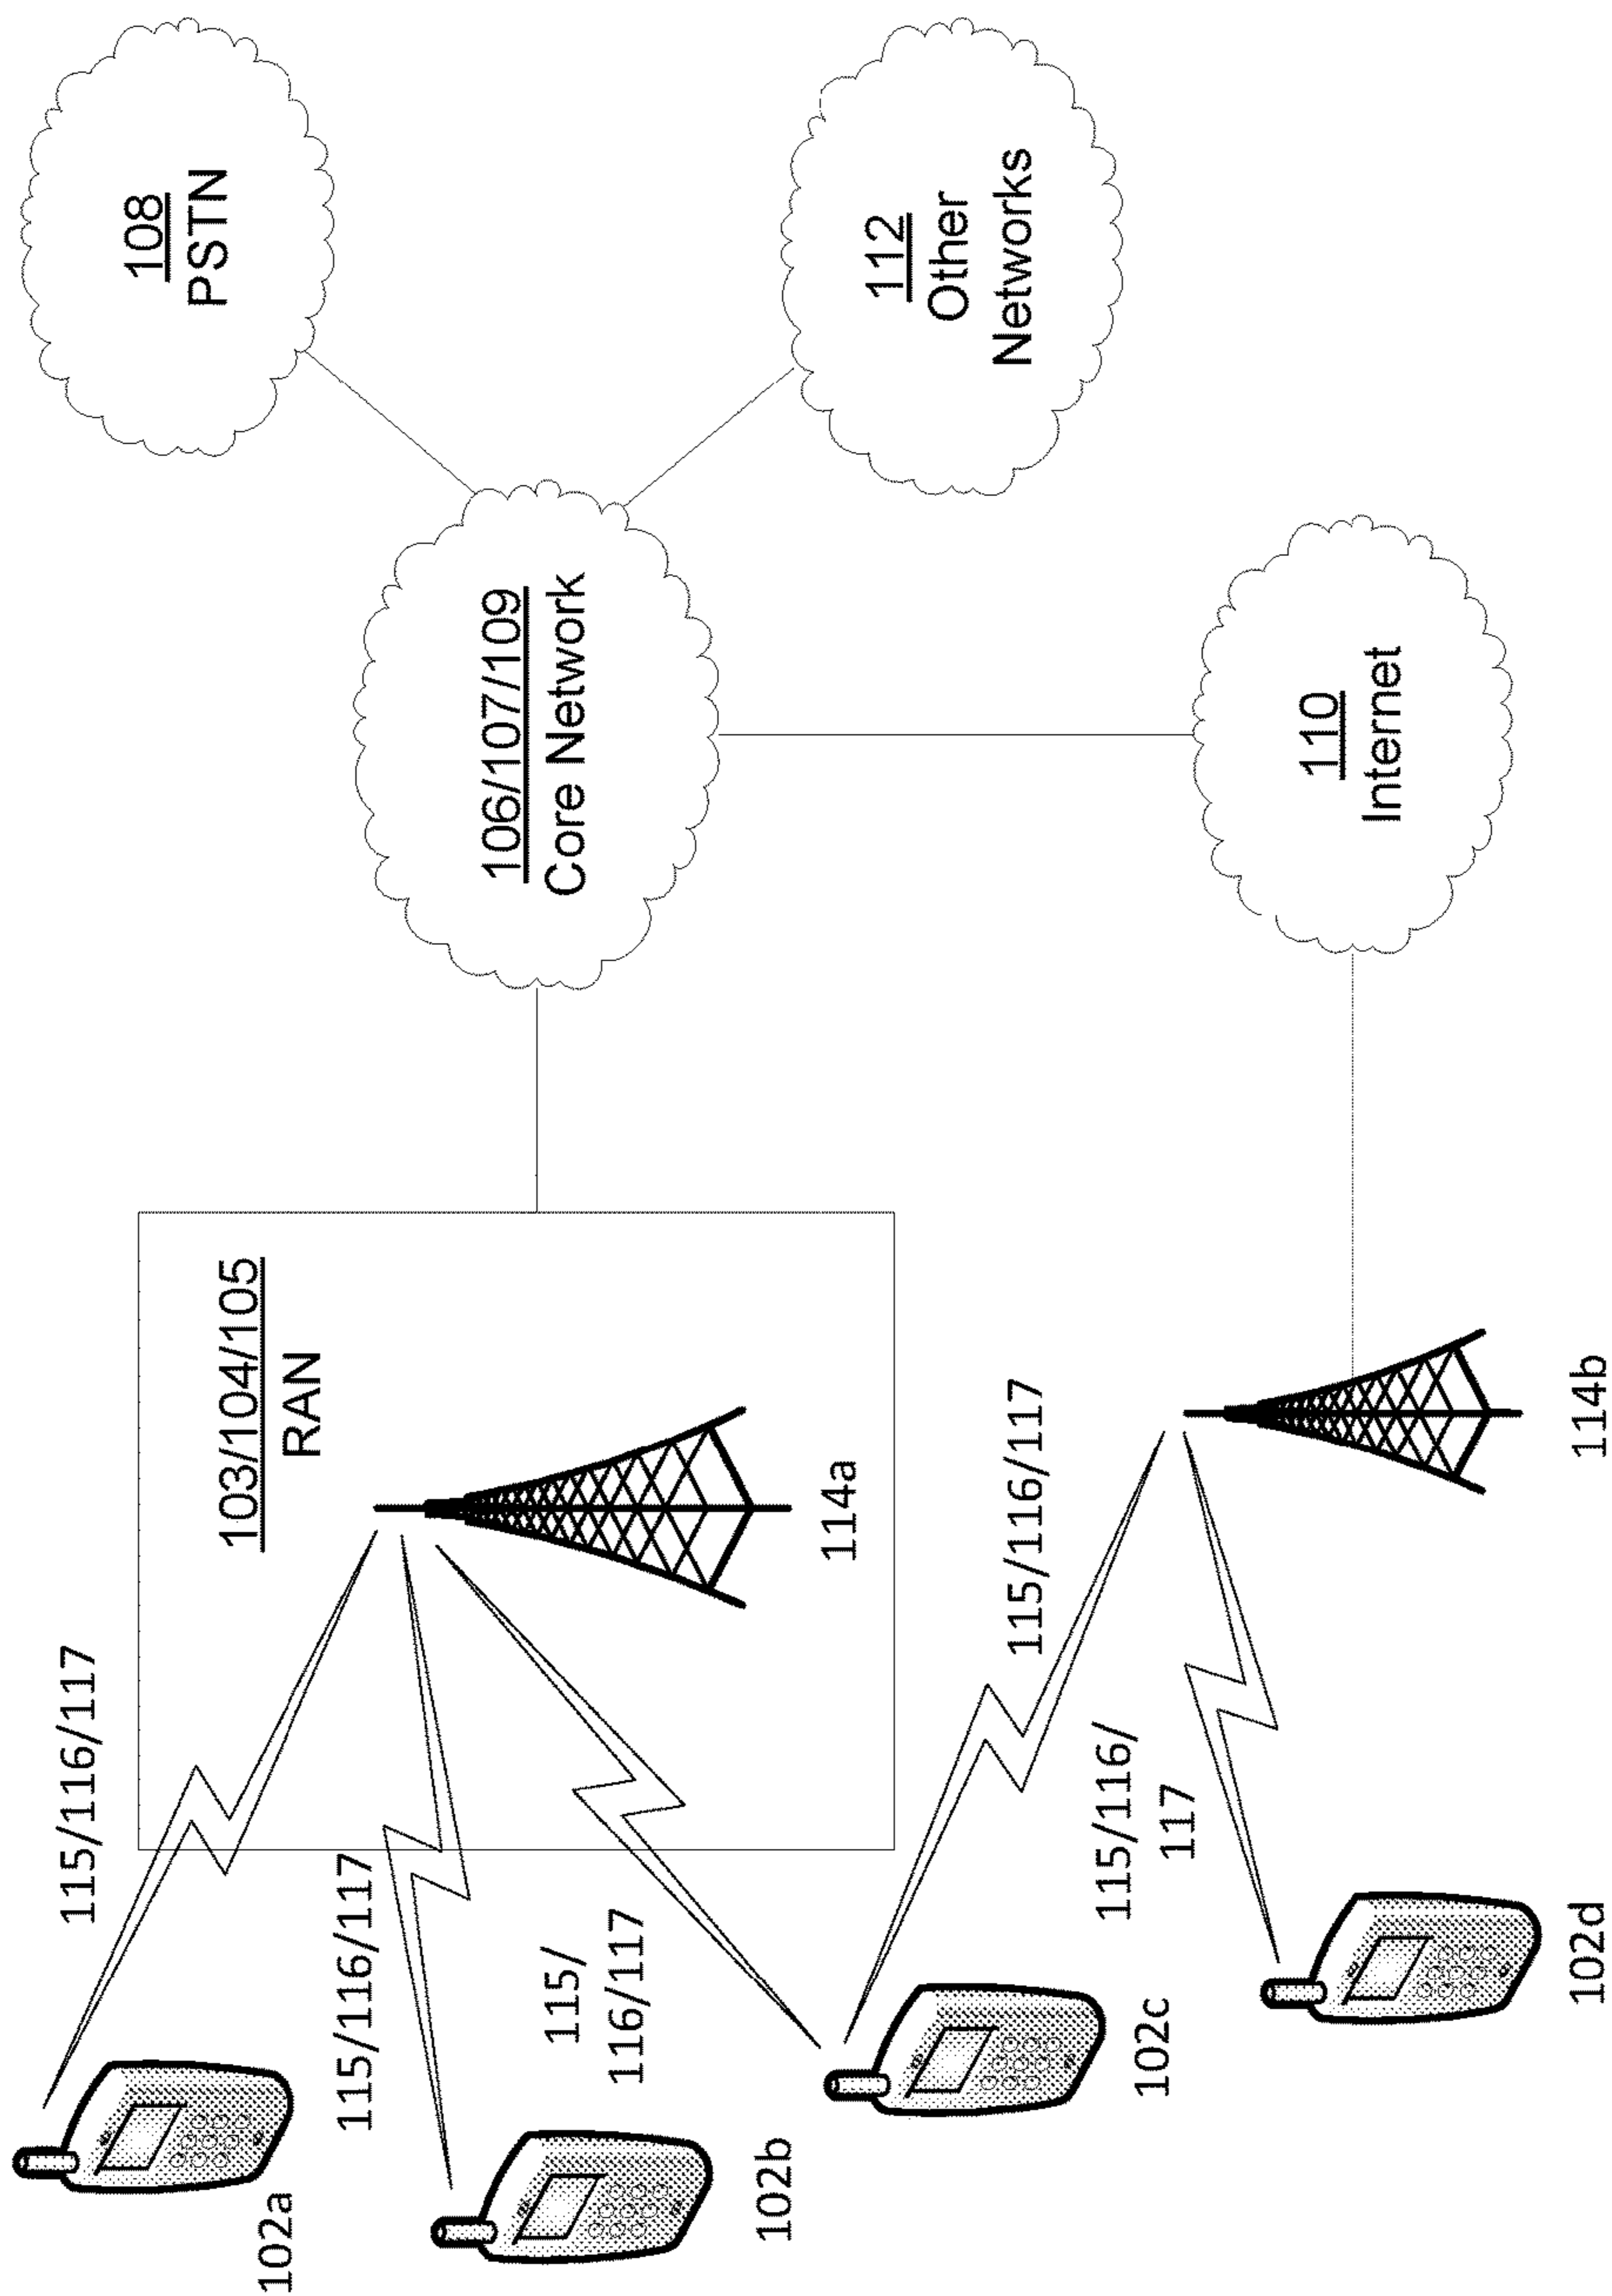 102a
115/116/117
103/104/105
RAN
108
PSTN
102b
115/116/117
114a
106/107/109
Core Network
112
Other
Networks
115/
116/117
102c
115/116/117
115/116/
117
110
Internet
102d
114b